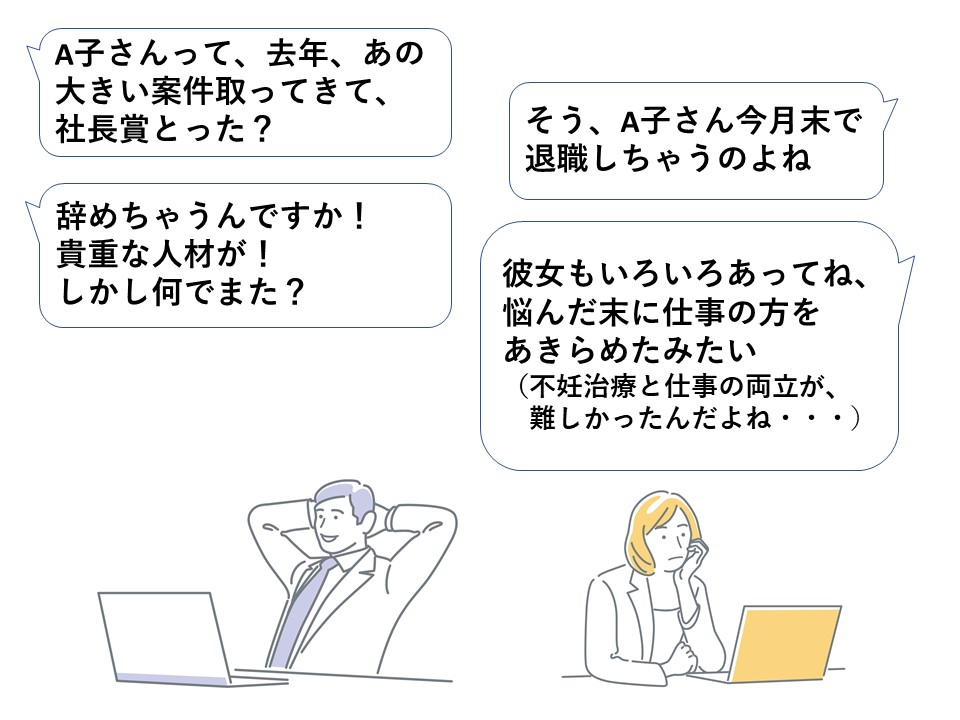 A子さんって、去年、あの
大きい案件取ってきて、
社長賞とった？
そう、A子さん今月末で
退職しちゃうのよね
辞めちゃうんですか！
貴重な人材が！
しかし何でまた？
彼女もいろいろあってね、
悩んだ末に仕事の方を
あきらめたみたい
（不妊治療と仕事の両立が、
難しかったんだよね・・・）